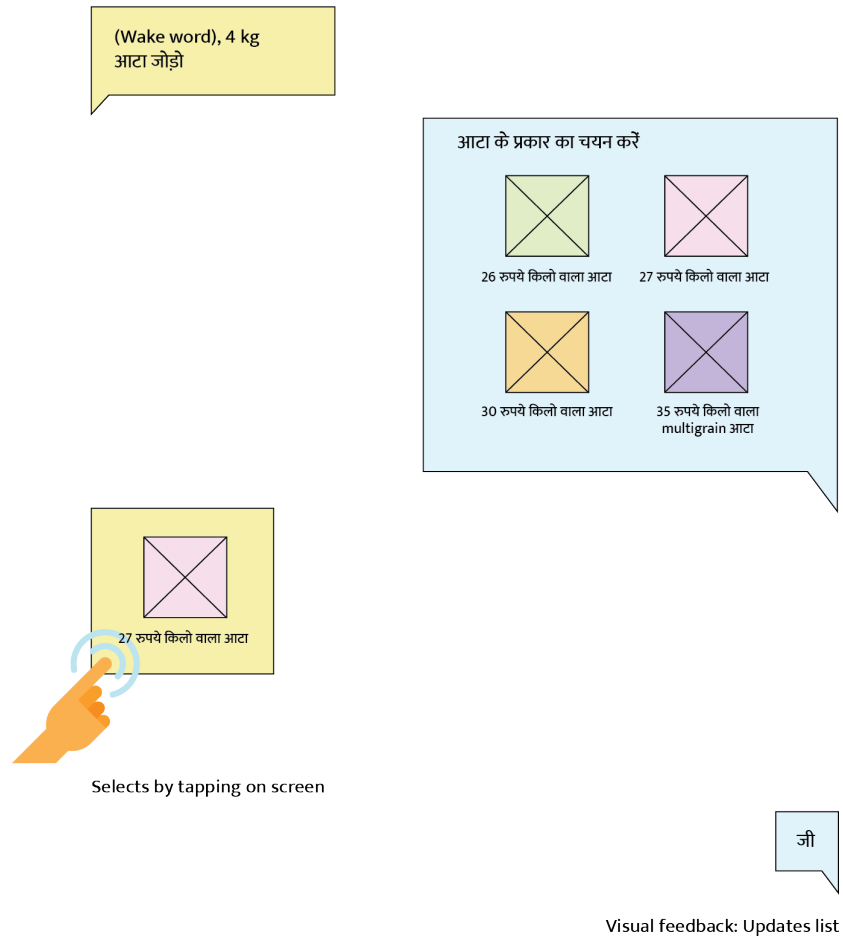 (Wake word), 4 kg
आटा जोड़ो
आटा के प्रकार का चयन करें
26 रुपये किलो वाला आटा
27 रुपये किलो वाला आटा
30 रुपये किलो वाला आटा
35 रुपये किलो वाला
multigrain आटा
27 रुपये किलो वाला आटा
Selects by tapping on screen
जी
Visual feedback: Updates list